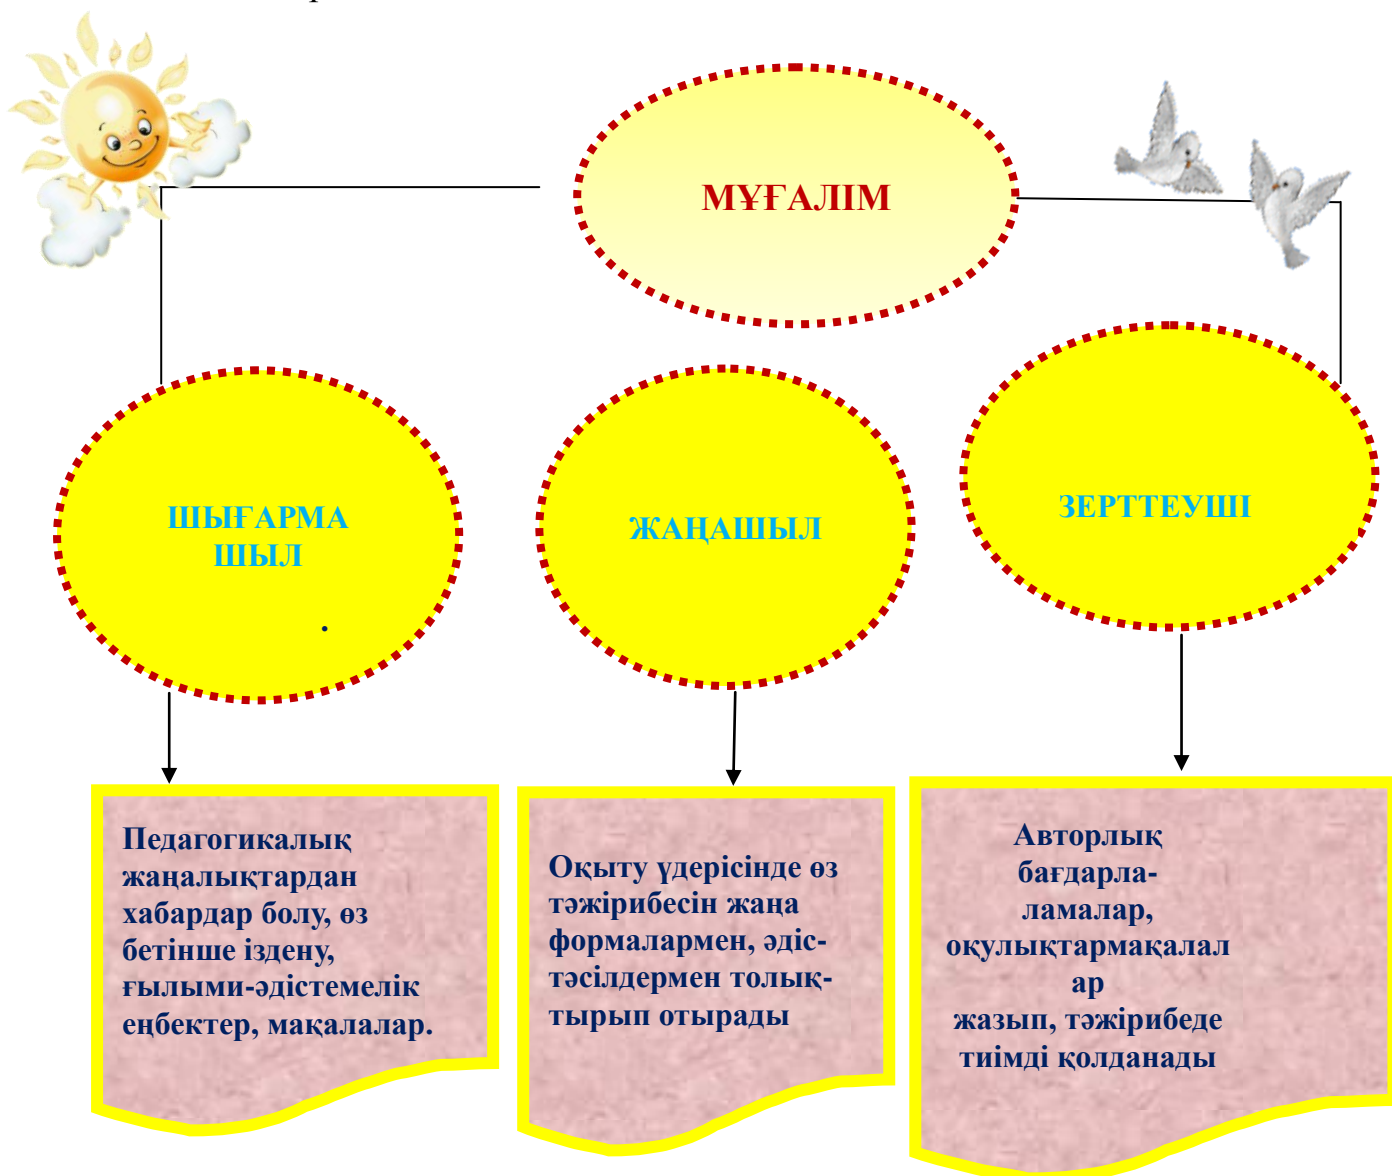 МҰҒАЛІМ
ШЫҒАРМА
ШЫЛ
.
ЖАҢАШЫЛ
ЗЕРТТЕУШІ
Педагогикалық
жаңалықтардан
хабардар болу, өз
бетінше іздену,
ғылыми-әдістемелік
еңбектер, мақалалар.
Оқыту үдерісінде өз
тәжірибесін жаңа
формалармен, әдіс-
тәсілдермен толық-
тырып отырады
Авторлық
бағдарла-
ламалар,
оқулықтармақалал
ар
жазып, тәжірибеде
тиімді қолданады